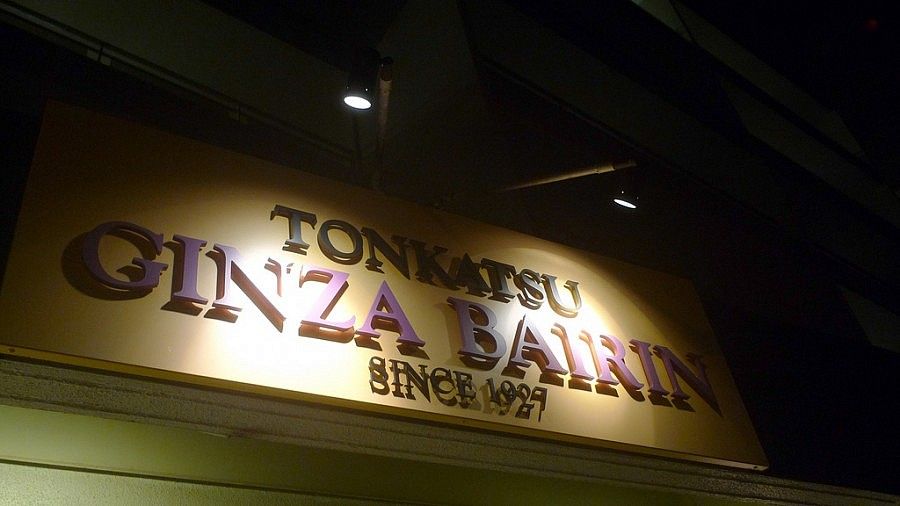 TONKATSU
GINZA BAIRIN
SINCE 1927